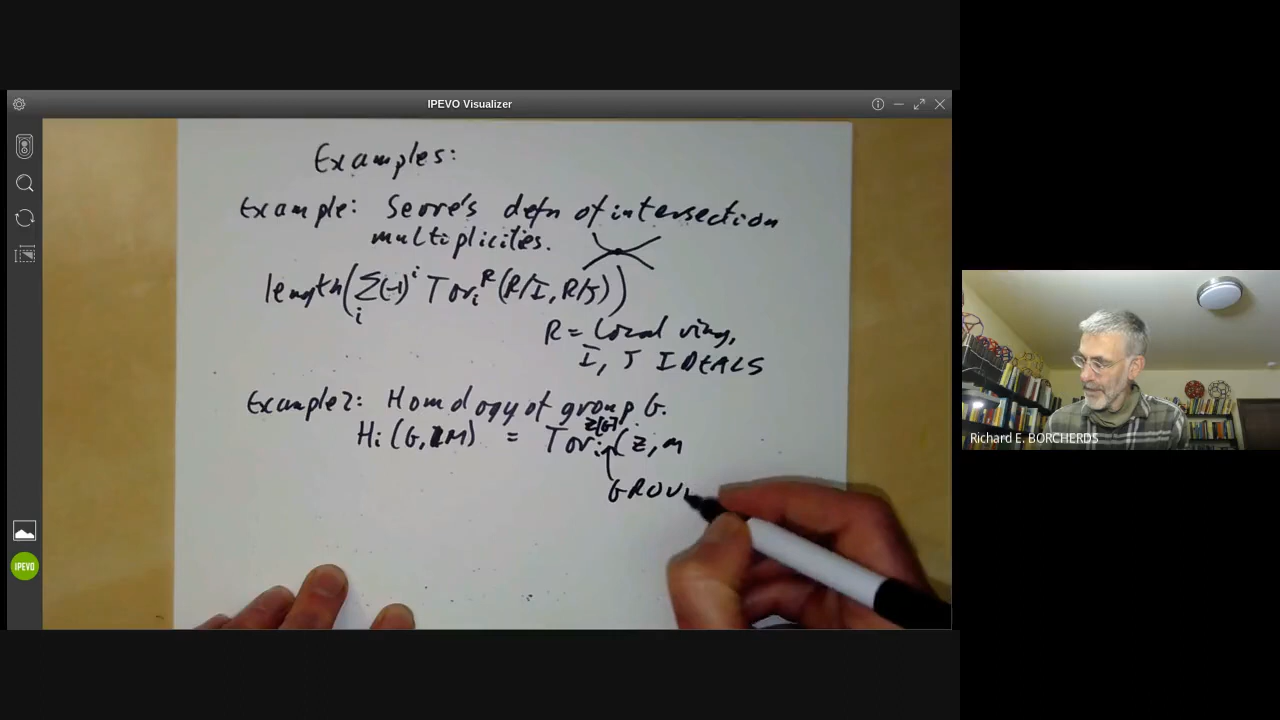 IPEVO Visualizer
Examples:
Example: Serre's defn of intersection
multiplicities.
length(∑(-1)^i Tor_i^R(R/I, R/J))
i
R = Local ring,
I, J IDEALS
Example 2: Homology of group G.
H_i(G, M) = Tor_i^{Z[G]}(Z, M
GROU
IPEVO
Richard E. BORCHERDS